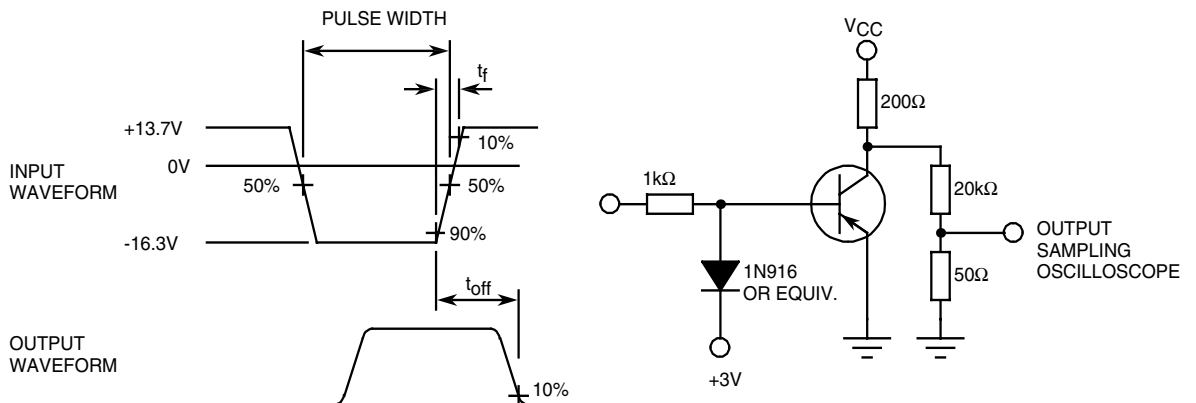 PULSE WIDTH
tf
+13.7V
10%
INPUT
WAVEFORM
0V
50%
50%
-16.3V
90%
toff
OUTPUT
WAVEFORM
10%
VCC
200Ω
1kΩ
20kΩ
OUTPUT
SAMPLING
OSCILLOSCOPE
1N916
OR EQUIV.
50Ω
+3V